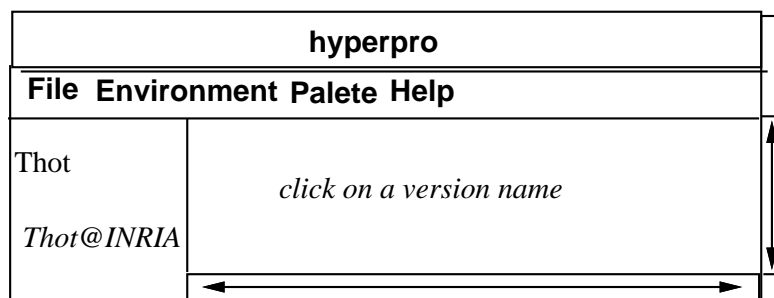 hyperpro
File Environment Palete Help
Thot
click on a version name
Thot@INRIA